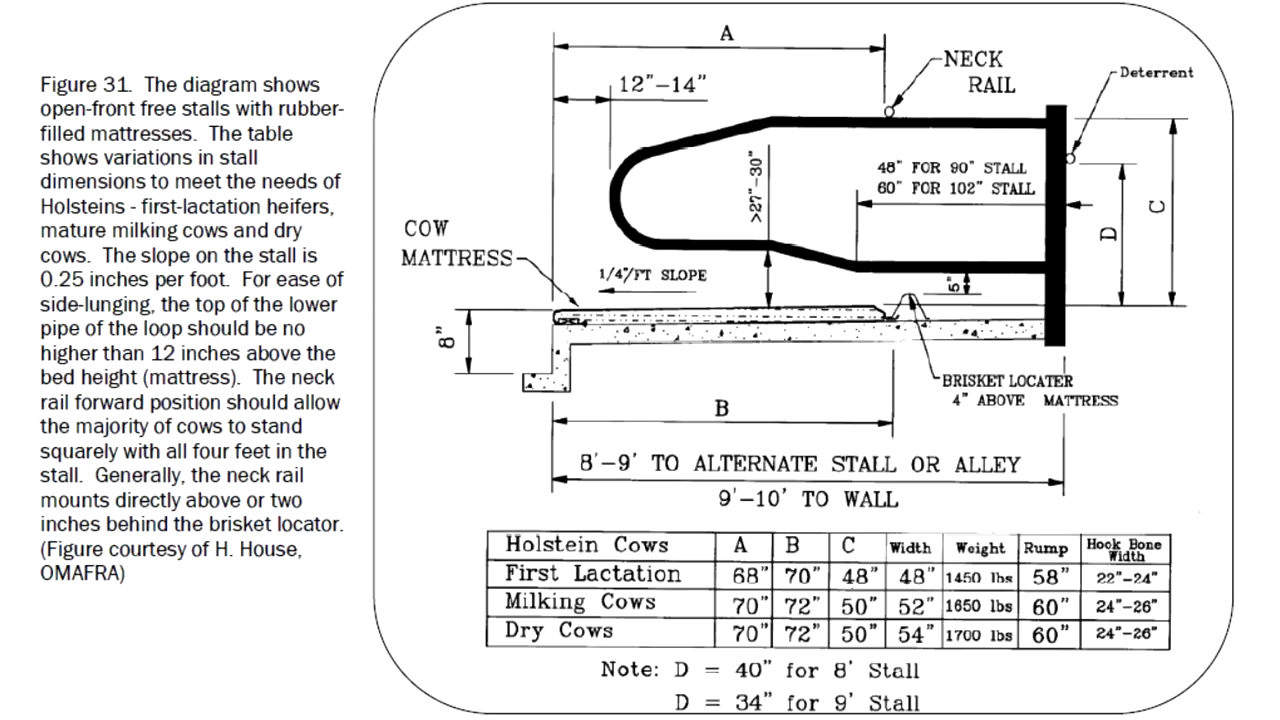 Figure 31. The diagram shows
open-front free stalls with rubber-
filled mattresses. The table
shows variations in stall
dimensions to meet the needs of
Holsteins - first-lactation heifers,
mature milking cows and dry
cows. The slope on the stall is
0.25 inches per foot. For ease of
side-lunging, the top of the lower
pipe of the loop should be no
higher than 12 inches above the
bed height (mattress). The neck
rail forward position should allow
the majority of cows to stand
squarely with all four feet in the
stall. Generally, the neck rail
mounts directly above or two
inches behind the brisket locator.
(Figure courtesy of H. House,
OMAFRA)
A
12"-14"
NECK
RAIL
Deterrent
>27"-30"
48" FOR 90" STALL
60" FOR 102" STALL
C
D
COW
MATTRESS
1/4"/FT SLOPE
5"
8"
BRISKET LOCATER
4" ABOVE MATTRESS
B
8'-9' TO ALTERNATE STALL OR ALLEY
9'-10' TO WALL
Holstein Cows A B C Width Weight Rump Hook Bone Width
First Lactation 68" 70" 48" 48" 1450 lbs 58" 22"-24"
Milking Cows 70" 72" 50" 52" 1650 lbs 60" 24"-26"
Dry Cows 70" 72" 50" 54" 1700 lbs 60" 24"-26"
Note: D = 40" for 8' Stall
D = 34" for 9' Stall